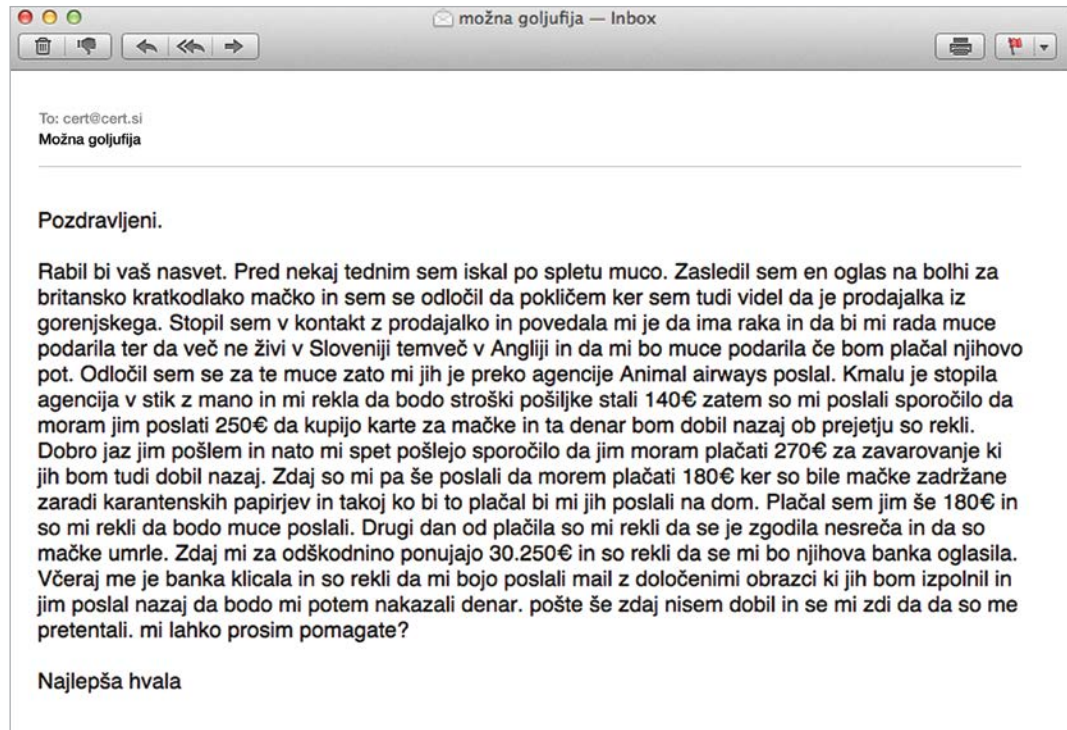 možna goljufija — Inbox
To: cert@cert.si
Možna goljufija
Pozdravljeni.
Rabil bi vaš nasvet. Pred nekaj tednim sem iskal po spletu muco. Zasledil sem en oglas na bolhi za
britansko kratkodlako mačko in sem se odločil da pokličem ker sem tudi videl da je prodajalka iz
gorenjskega. Stopil sem v kontakt z prodajalko in povedala mi je da ima raka in da bi mi rada muce
podarila ter da več ne živi v Sloveniji temveč v Angliji in da mi bo muce podarila če bom plačal njihovo
pot. Odločil sem se za te muce zato mi jih je preko agencije Animal airways poslal. Kmalu je stopila
agencija v stik z mano in mi rekla da bodo stroški pošiljke stali 140€ zatem so mi poslali sporočilo da
moram jim poslati 250€ da kupijo karte za mačke in ta denar bom dobil nazaj ob prejetju so rekli.
Dobro jaz jim pošlem in nato mi spet pošlejo sporočilo da jim moram plačati 270€ za zavarovanje ki
jih bom tudi dobil nazaj. Zdaj so mi pa še poslali da morem plačati 180€ ker so bile mačke zadržane
zaradi karantenskih papirjev in takoj ko bi to plačal bi mi jih poslali na dom. Plačal sem jim še 180€ in
so mi rekli da bodo muce poslali. Drugi dan od plačila so mi rekli da se je zgodila nesreča in da so
mačke umrle. Zdaj mi za odškodnino ponujajo 30.250€ in so rekli da se mi bo njihova banka oglasila.
Včeraj me je banka klicala in so rekli da mi bojo poslali mail z določenimi obrazci ki jih bom izpolnil in
jim poslal nazaj da bodo mi potem nakazali denar. pošte še zdaj nisem dobil in se mi zdi da da so me
pretentali. mi lahko prosim pomagate?
Najlepša hvala